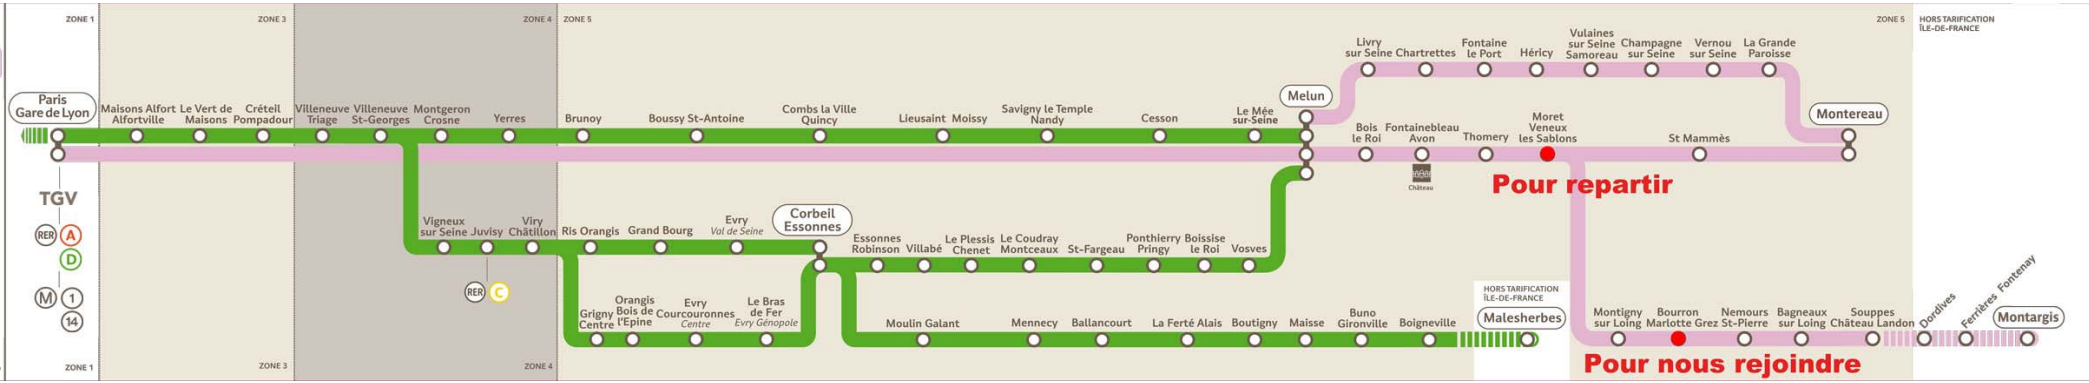 ZONE 1
ZONE 3
ZONE 4
ZONE 5
ZONE 5
HORS TARIFICATION
ÎLE-DE-FRANCE
Livry
sur Seine
Chartrettes
Fontaine
le Port
Héricy
Vulaines
sur Seine
Samoreau
Champagne
sur Seine
Vernou
sur Seine
La Grande
Paroisse
Paris
Gare de Lyon
Maisons Alfort
Alfortville
Le Vert de
Maisons
Créteil
Pompadour
Villeneuve
Triage
Villeneuve
St-Georges
Montgeron
Crosne
Yerres
Brunoy
Boussy St-Antoine
Combs la Ville
Quincy
Lieusaint Moissy
Savigny le Temple
Nandy
Cesson
Le Mée
sur-Seine
Melun
Bois
le Roi
Fontainebleau
Avon
Château
Thomery
Moret
Veneux
les Sablons
St Mammès
Montereau
Pour repartir
TGV
RER A
D
M 1
14
Vigneux
sur Seine
Juvisy
Viry
Châtillon
Ris Orangis
Grand Bourg
Evry
Val de Seine
Corbeil
Essonnes
Essonnes
Robinson
Villabé
Le Plessis
Chenet
Le Coudray
Montceaux
St-Fargeau
Ponthierry
Pringy
Boissise
le Roi
Vosves
RER C
Grigny
Centre
Orangis
Bois de
l'Epine
Evry
Courcouronnes
Centre
Le Bras
de Fer
Evry Génopole
Moulin Galant
Mennecy
Ballancourt
La Ferté Alais
Boutigny
Maisse
Buno
Gironville
Boigneville
HORS TARIFICATION
ÎLE-DE-FRANCE
Malesherbes
Montigny
sur Loing
Bourron
Marlotte Grez
Nemours
St-Pierre
Bagneaux
sur Loing
Souppes
Château Landon
Dordives
Ferrières Fontenay
Montargis
Pour nous rejoindre
ZONE 1
ZONE 3
ZONE 4